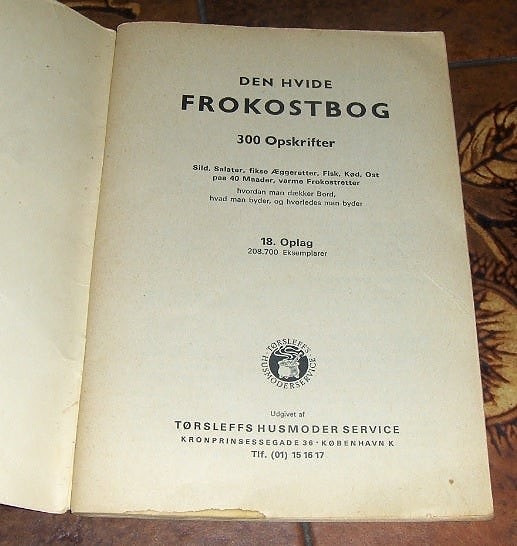 DEN HVIDE
FROKOSTBOG
300 Opskrifter
Sild, Salater, fikse Æggeretter, Fisk, Kød, Ost
paa 40 Maader, varme Frokostretter
hvordan man dækker Bord,
hvad man byder, og hvorledes man byder
18. Oplag
208.700 Eksemplarer
TØRSLEFFS
HUSMODERSERVICE
Udgivet af
TØRSLEFFS HUSMODER SERVICE
KRONPRINSESSEGADE 36 · KØBENHAVN K
Tlf. (01) 15 16 17